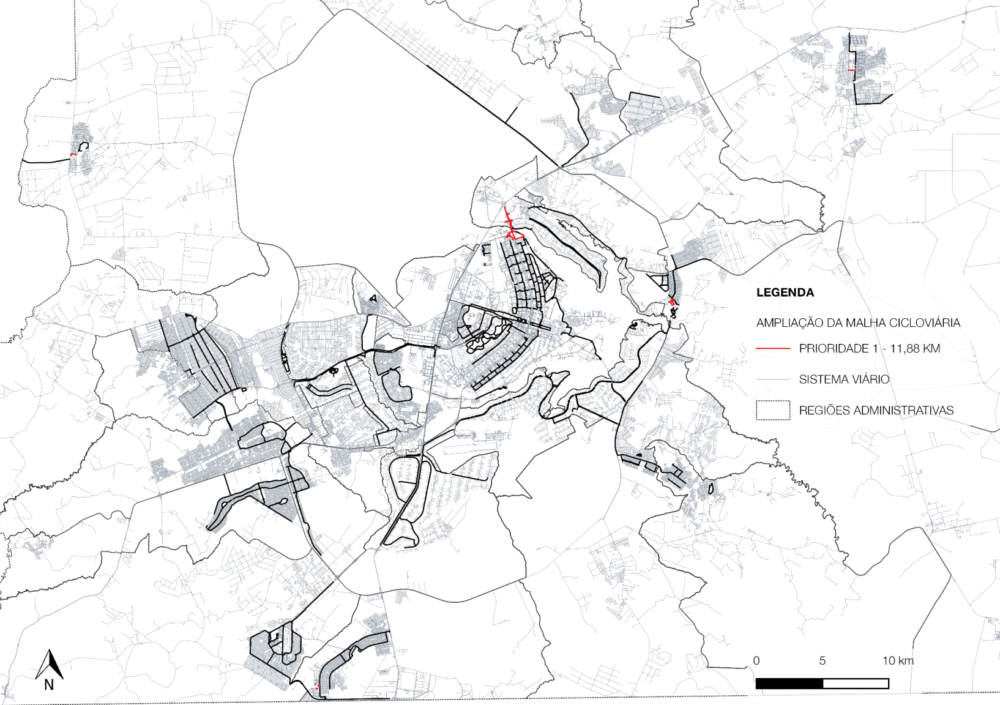 LEGENDA
AMPLIAÇÃO DA MALHA CICLOVIÁRIA
PRIORIDADE 1 - 11,88 KM
SISTEMA VIÁRIO
REGIÕES ADMINISTRATIVAS
0 5 10 km
N